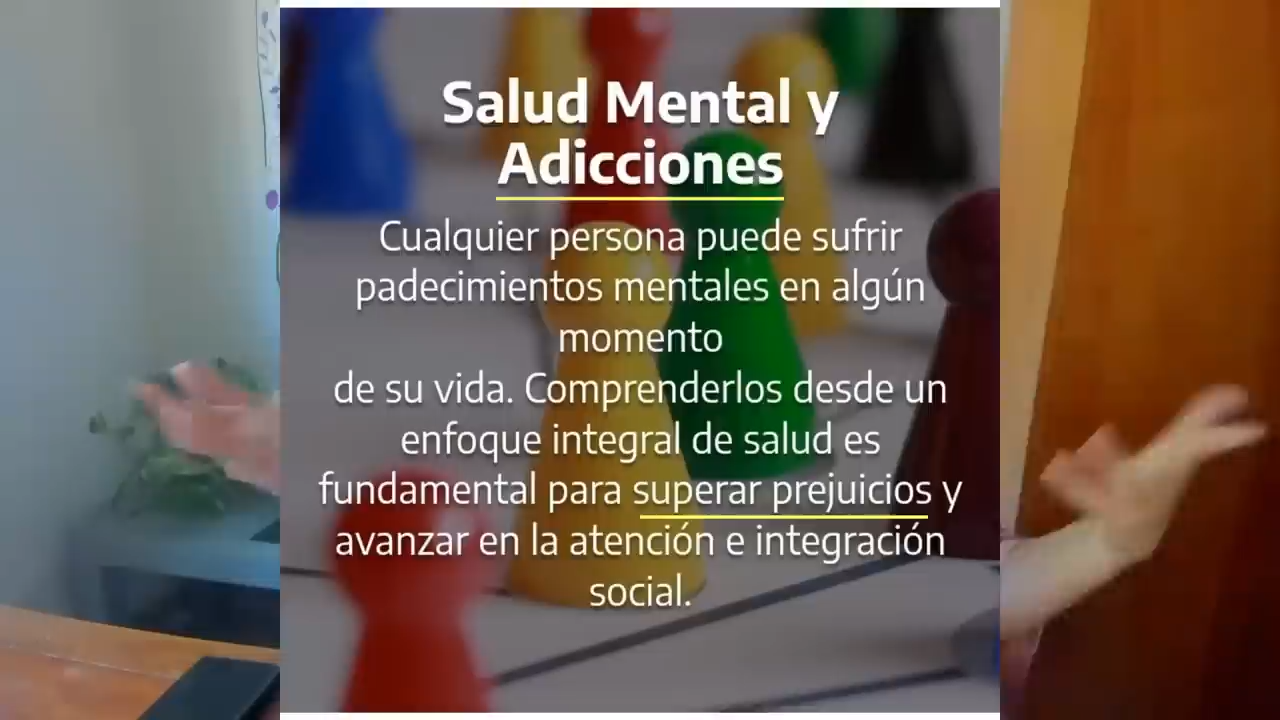 Salud Mental y
Adicciones
Cualquier persona puede sufrir
padecimientos mentales en algún
momento
de su vida. Comprenderlos desde un
enfoque integral de salud es
fundamental para superar prejuicios y
avanzar en la atención e integración
social.